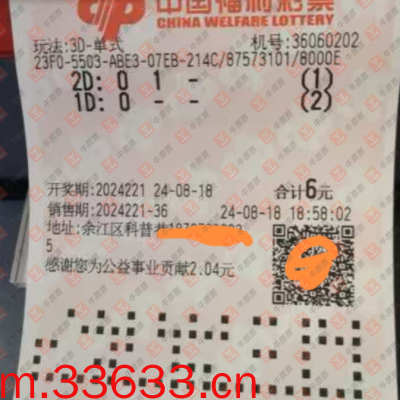 中国福利彩票
CHINA WELFARE LOTTERY
玩法:3D-单式 机号:36060202
23F0-5503-ABE3-07EB-214C/87573101/8000E
2D: 0 1 - (1)
1D: 0 - - (2)
开奖期:2024221 24-08-18 合计6元
销售期:2024221-36 24-08-18 18:58:02
地址:余江区科普巷
5
感谢您为公益事业贡献2.04元
m.33633.cn